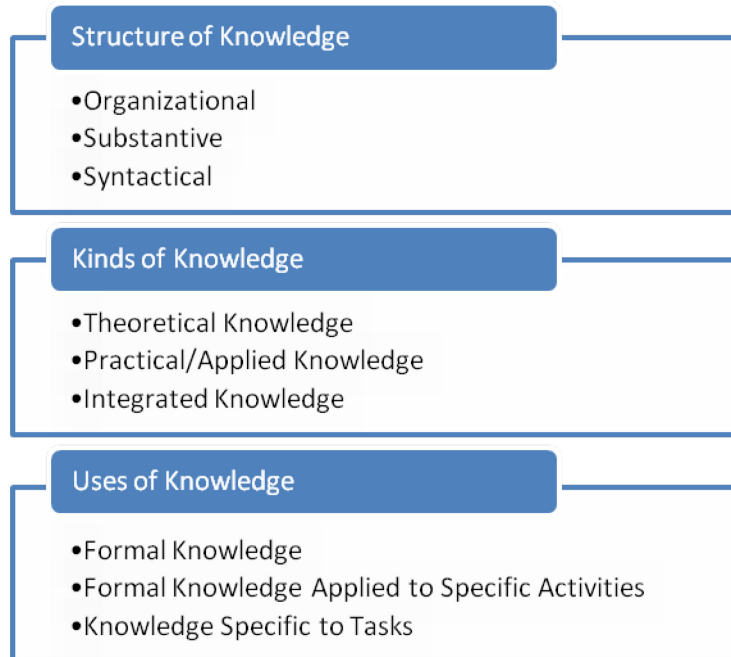 Structure of Knowledge
•Organizational
•Substantive
•Syntactical
Kinds of Knowledge
•Theoretical Knowledge
•Practical/Applied Knowledge
•Integrated Knowledge
Uses of Knowledge
•Formal Knowledge
•Formal Knowledge Applied to Specific Activities
•Knowledge Specific to Tasks